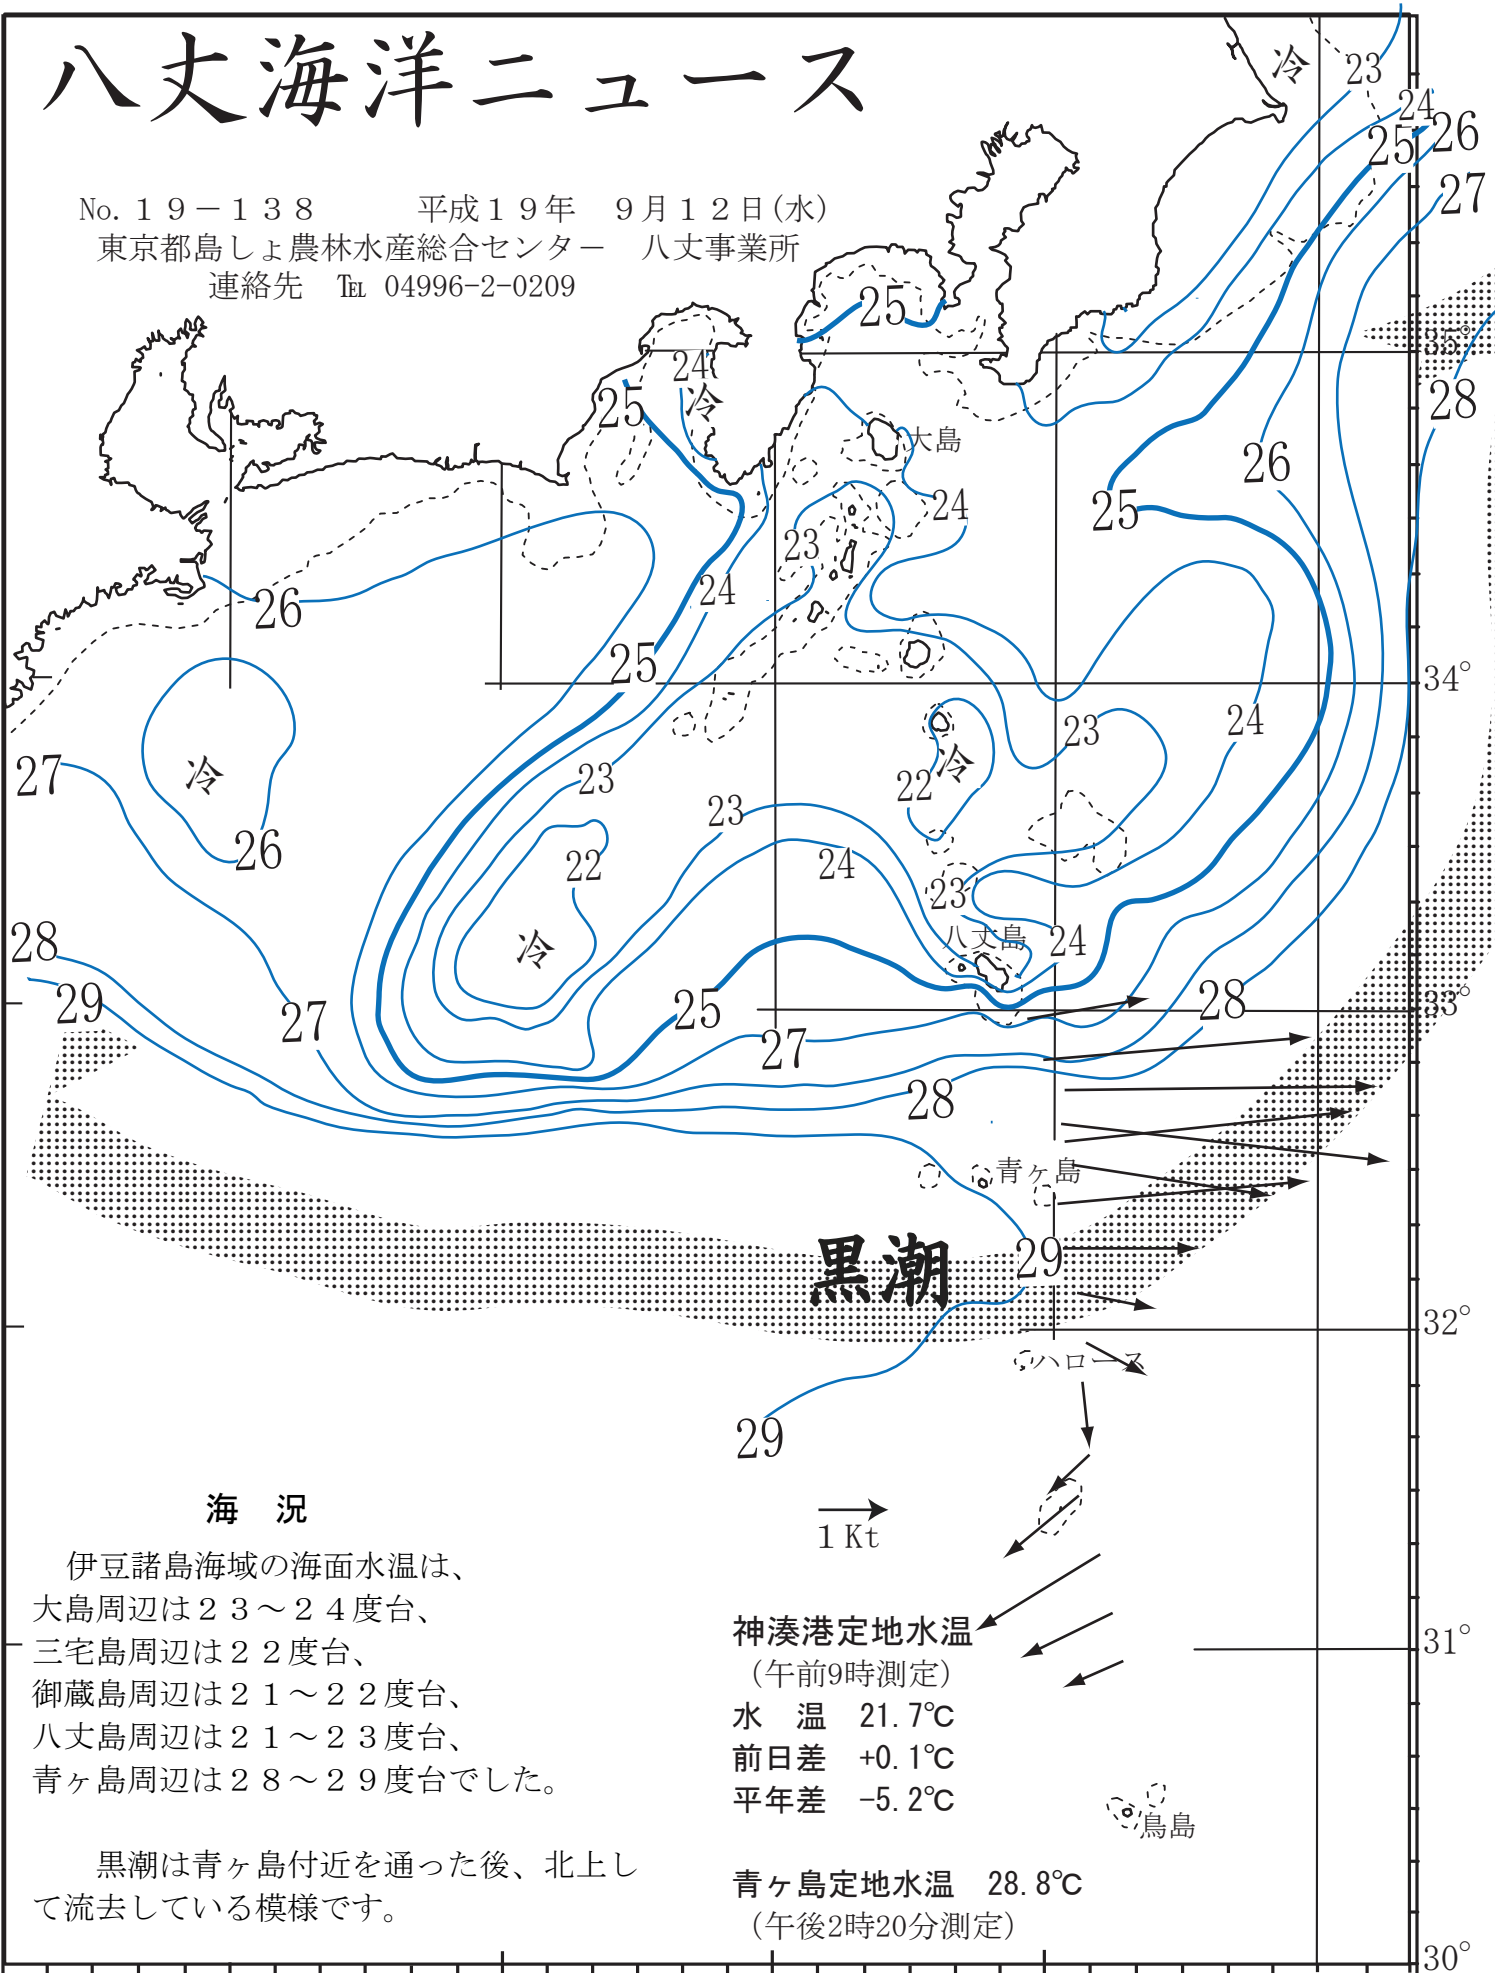 八丈海洋ニュース
No.１９－１３８　　　平成１９年　９月１２日(水)
東京都島しょ農林水産総合センター　八丈事業所
連絡先　℡ 04996-2-0209
冷
23
24
25
26
27
25
35°
24
冷
25
28
大島
26
24
25
23
24
26
25
34°
23
24
冷
22
27
冷
23
23
24
22
26
23
冷
八丈島
24
28
29
27
25
28
33°
27
28
青ヶ島
黒潮
29
32°
ハロース
29
1 Kt
海　況
伊豆諸島海域の海面水温は、
大島周辺は２３～２４度台、
三宅島周辺は２２度台、
御蔵島周辺は２１～２２度台、
八丈島周辺は２１～２３度台、
青ヶ島周辺は２８～２９度台でした。
黒潮は青ヶ島付近を通った後、北上し
て流去している模様です。
神湊港定地水温
（午前9時測定）
水　温　21.7℃
前日差　+0.1℃
平年差　-5.2℃
青ヶ島定地水温　28.8℃
（午後2時20分測定）
31°
鳥島
30°